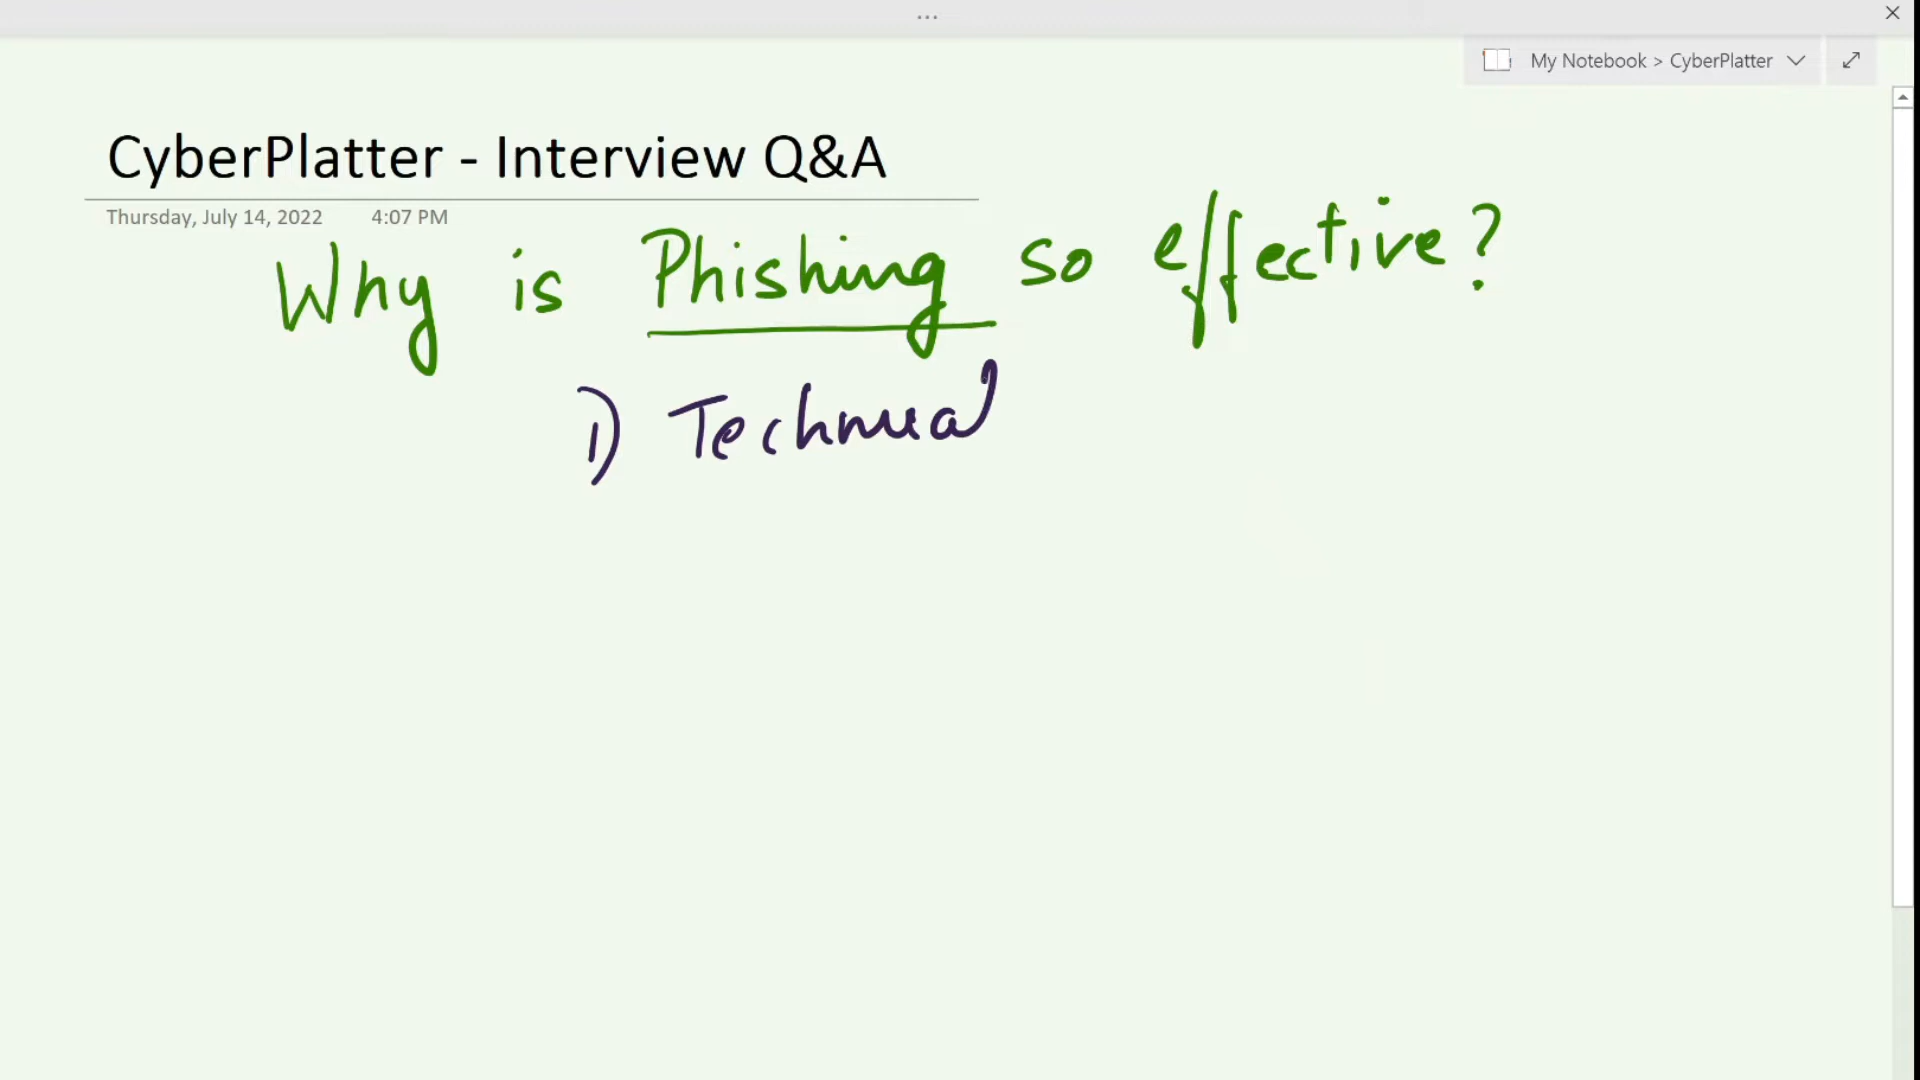 My Notebook > CyberPlatter
CyberPlatter - Interview Q&A
Thursday, July 14, 2022 4:07 PM
Why is Phishing so effective?
1) Technical